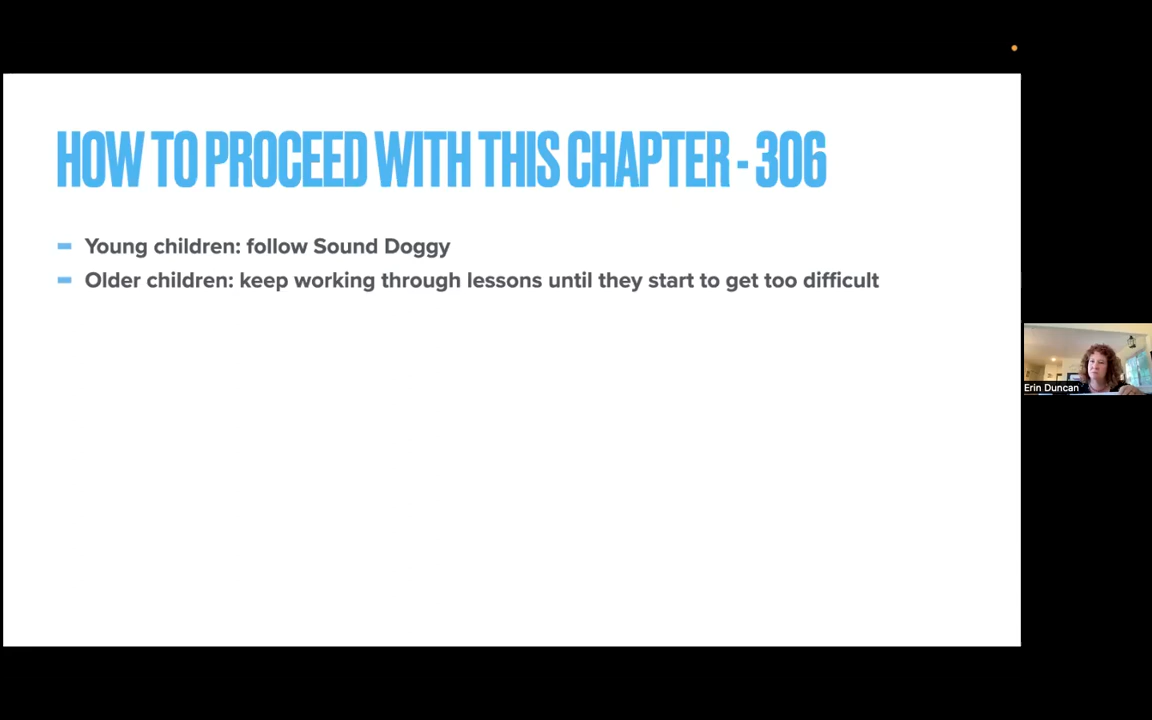 HOW TO PROCEED WITH THIS CHAPTER - 306
Young children: follow Sound Doggy
Older children: keep working through lessons until they start to get too difficult
Erin Duncan